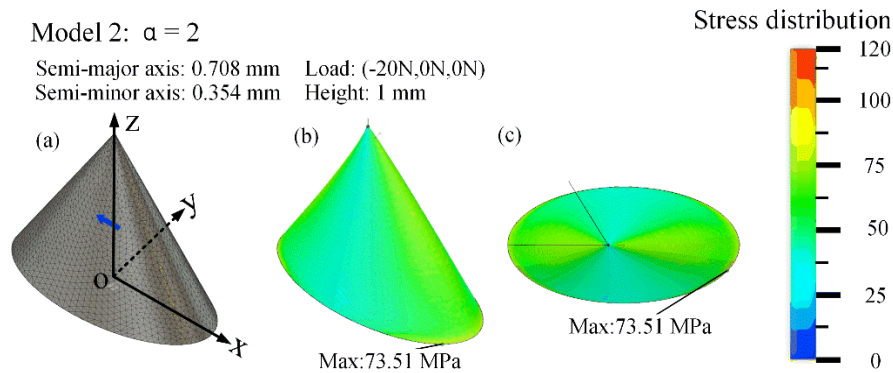 Model 2: α = 2
Semi-major axis: 0.708 mm Load: (-20N,0N,0N)
Semi-minor axis: 0.354 mm Height: 1 mm
(a)
Z
y
O
X
(b)
Max:73.51 MPa
(c)
Max:73.51 MPa
Stress distribution
120
100
75
50
25
0